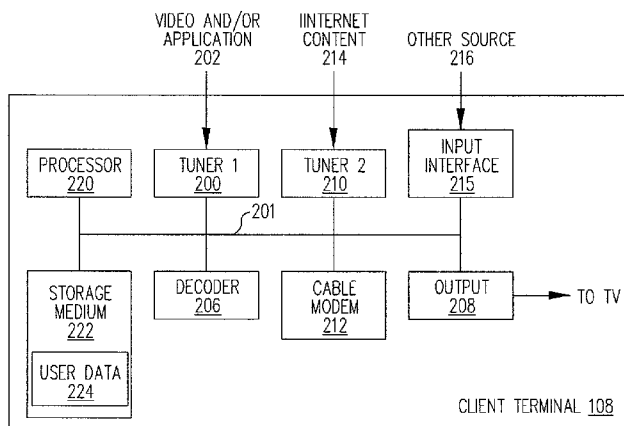 VIDEO AND/OR
APPLICATION
202
IINTERNET
CONTENT
214
OTHER SOURCE
216
PROCESSOR
220
TUNER 1
200
TUNER 2
210
INPUT
INTERFACE
215
201
STORAGE
MEDIUM
222
USER DATA
224
DECODER
206
CABLE
MODEM
212
OUTPUT
208
TO TV
CLIENT TERMINAL 108